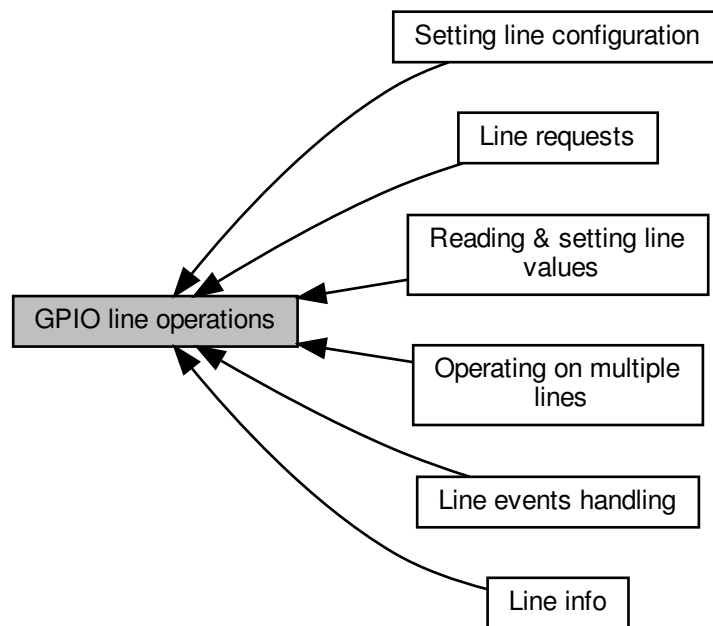 Setting line configuration
Line requests
Reading & setting line
values
GPIO line operations
Operating on multiple
lines
Line events handling
Line info